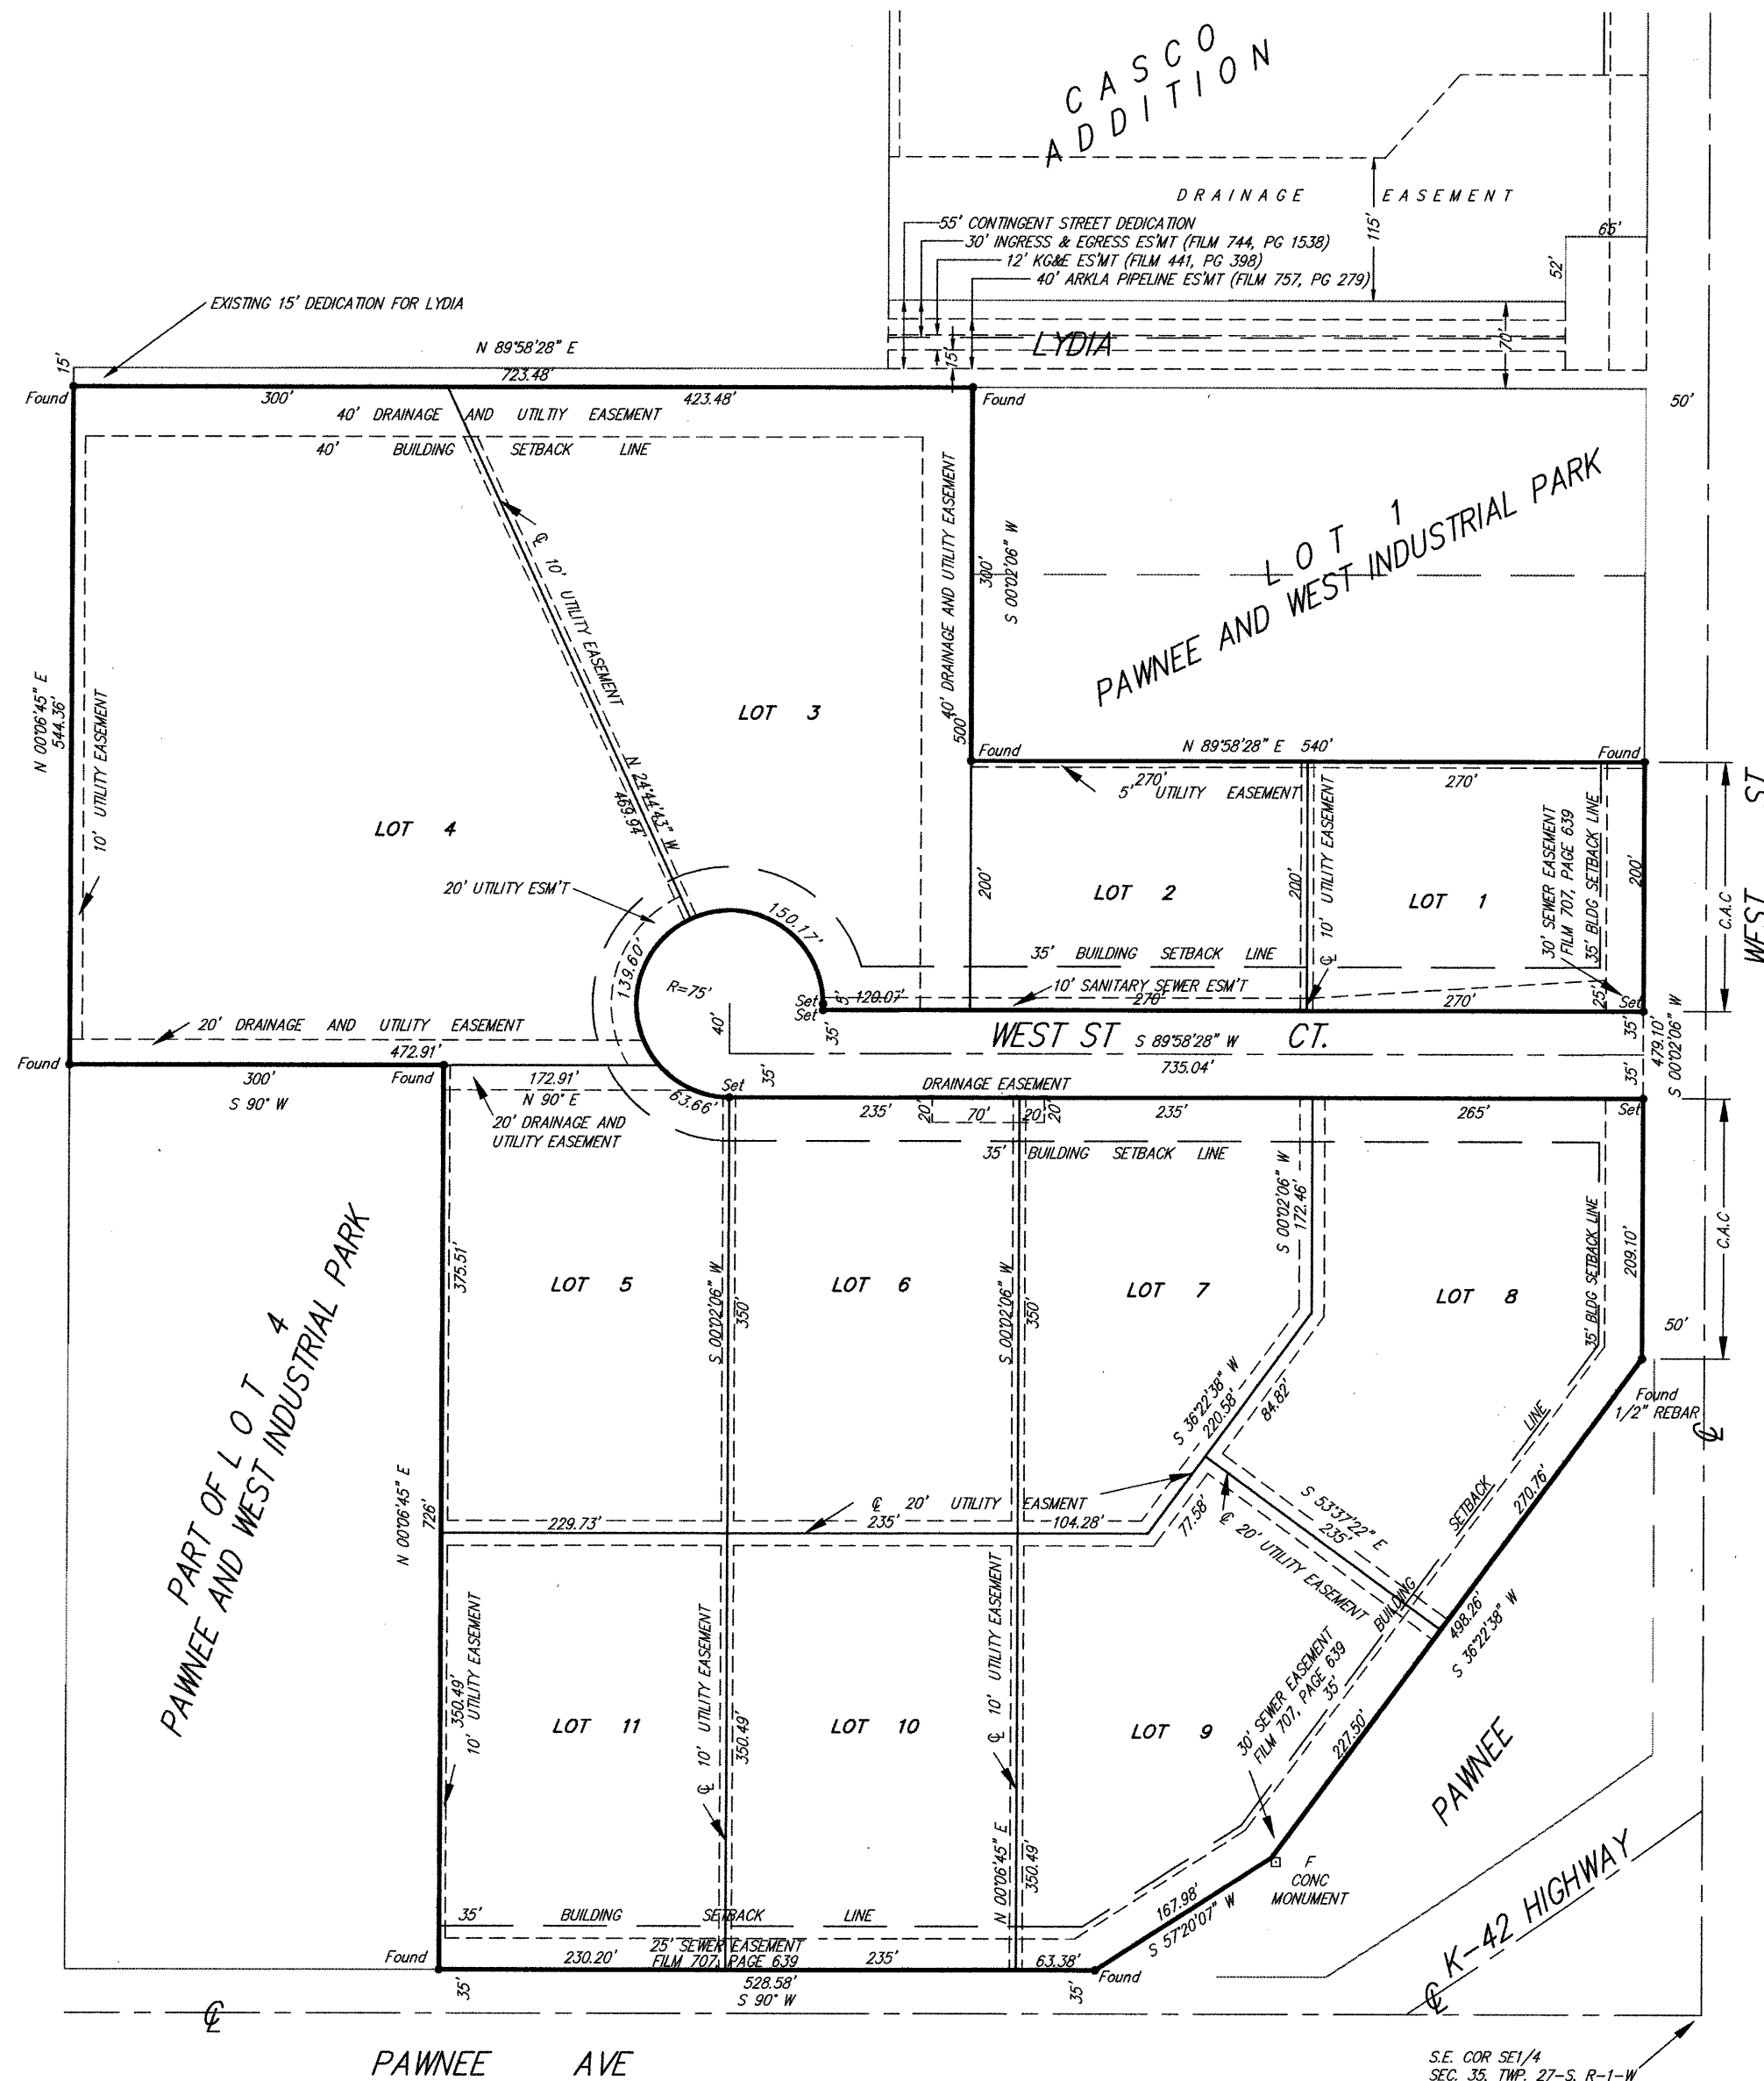 CASCO
ADDITION
DRAINAGE EASEMENT
115'
65'
52'
55' CONTINGENT STREET DEDICATION
30' INGRESS & EGRESS ES'MT (FILM 744, PG 1538)
12' KG&E ES'MT (FILM 441, PG 398)
40' ARKLA PIPELINE ES'MT (FILM 757, PG 279)
EXISTING 15' DEDICATION FOR LYDIA
LYDIA
15'
70'
15'
N 89°58'28" E
723.48'
Found
300'
423.48'
Found
50'
40' DRAINAGE AND UTILTIY EASEMENT
40' BUILDING SETBACK LINE
℄ 10' UTILITY EASEMENT
40' DRAINAGE AND UTILITY EASEMENT
300'
S 00°02'06" W
500'
LOT 1
PAWNEE AND WEST INDUSTRIAL PARK
N 00°06'45" E
544.36'
10' UTILITY EASEMENT
LOT 3
N 24°44'43" W
469.94'
LOT 4
Found
N 89°58'28" E 540'
Found
270'
270'
5' UTILITY EASEMENT
℄ 10' UTILITY EASEMENT
30' SEWER EASEMENT
FILM 707, PAGE 639
35' BLDG SETBACK LINE
200'
LOT 2
200'
LOT 1
200'
C.A.C
WEST ST
20' UTILITY ESM'T
150.17'
139.60'
R=75'
40'
35' BUILDING SETBACK LINE
10' SANITARY SEWER ESM'T
Set
Set
5'
120.07'
270'
270'
25'
Set
35'
35'
WEST ST CT.
S 89°58'28" W
735.04'
35'
479.10'
S 00°02'06" W
20' DRAINAGE AND UTILITY EASEMENT
472.91'
Found
300'
S 90° W
Found
172.91'
N 90° E
20' DRAINAGE AND
UTILITY EASEMENT
63.66'
Set
35'
DRAINAGE EASEMENT
235'
20'
70'
20'
20'
235'
265'
Set
35' BUILDING SETBACK LINE
S 00°02'06" W
172.46'
35' BLDG SETBACK LINE
209.10'
C.A.C
375.51'
LOT 5
S 00°02'06" W
350'
LOT 6
S 00°02'06" W
350'
LOT 7
LOT 8
50'
PART OF LOT 4
PAWNEE AND WEST INDUSTRIAL PARK
N 00°06'45" E
726'
S 36°22'38" W
220.58'
84.82'
Found
1/2" REBAR
℄
℄ 20' UTILITY EASMENT
229.73'
235'
104.28'
77.58'
S 53°37'22" E
235'
℄ 20' UTILITY EASEMENT
BUILDING SETBACK LINE
270.76'
498.26'
S 36°22'38" W
350.49'
10' UTILITY EASEMENT
LOT 11
℄ 10' UTILITY EASEMENT
350.49'
LOT 10
℄ 10' UTILITY EASEMENT
N 00°06'45" E
350.49'
LOT 9
30' SEWER EASEMENT
FILM 707, PAGE 639
35'
227.50'
PAWNEE
F
CONC
MONUMENT
℄ K-42 HIGHWAY
35' BUILDING SETBACK LINE
25' SEWER EASEMENT
FILM 707, PAGE 639
167.98'
S 57°20'07" W
Found
230.20'
235'
63.38'
Found
35'
528.58'
S 90° W
35'
℄
PAWNEE AVE
S.E. COR SE1/4
SEC. 35, TWP. 27-S, R-1-W